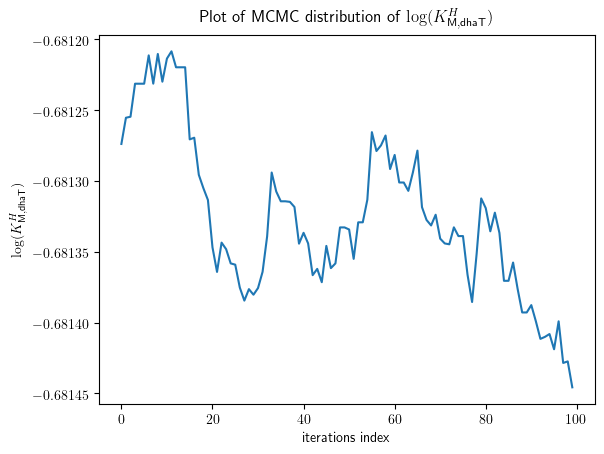 Plot of MCMC distribution of log(K^H_M,dhaT)
−0.68120
−0.68125
−0.68130
−0.68135
−0.68140
−0.68145
log(K^H_M,dhaT)
0 20 40 60 80 100
iterations index